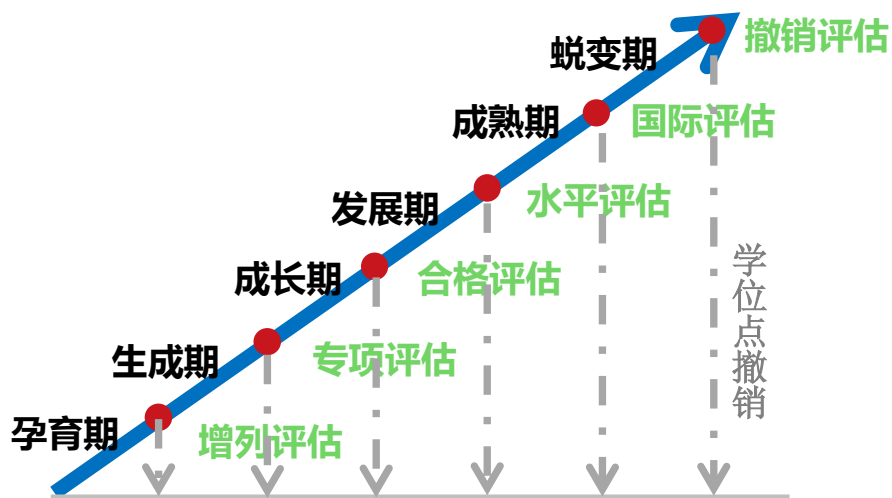 撤销评估
蜕变期
国际评估
成熟期
水平评估
发展期
学位点撤销
合格评估
成长期
专项评估
生成期
增列评估
孕育期